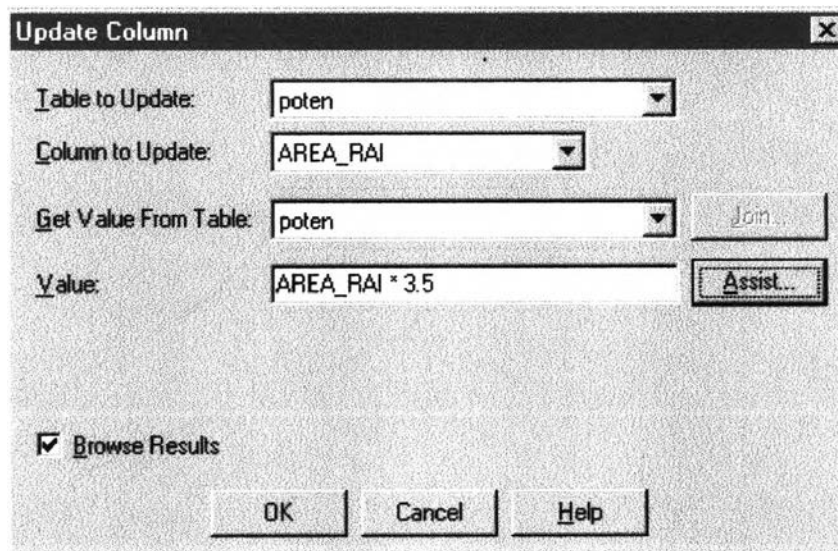 Update Column
Table to Update: poten
Column to Update: AREA_RAI
Get Value From Table: poten Join...
Value: AREA_RAI * 3.5 Assist...
Browse Results
OK Cancel Help